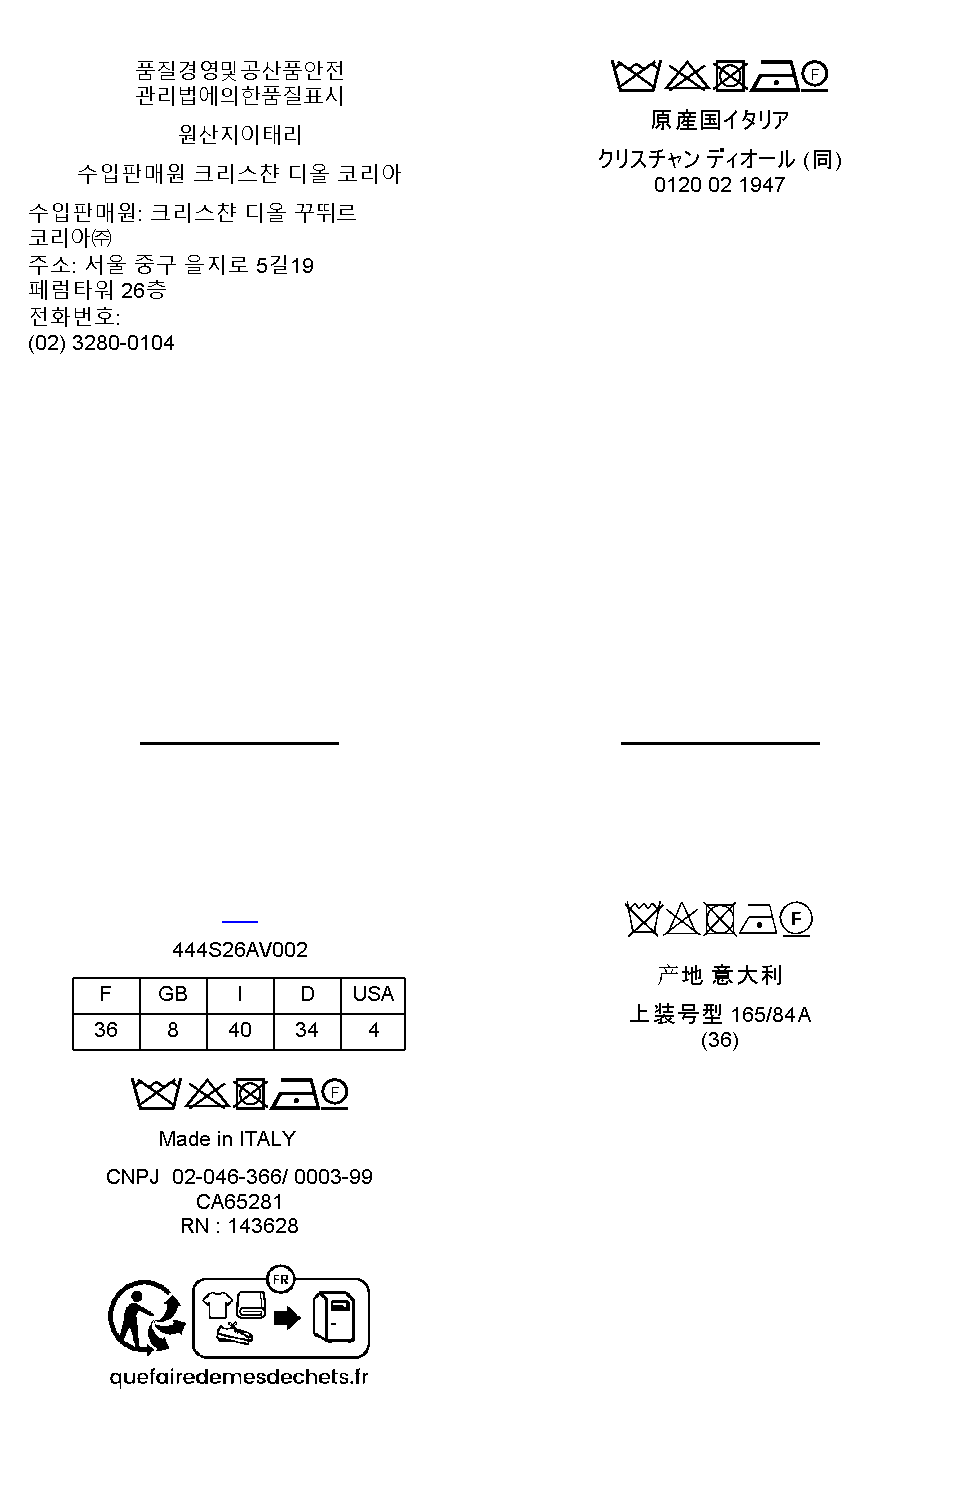 품질경영및공산품안전
관리법에의한품질표시
원산지이태리
수입판매원 크리스챤 디올 코리아
수입판매원: 크리스챤 디올 꾸뛰르
코리아㈜
주소: 서울 중구 을지로 5길19
페럼타워 26층
전화번호:
(02) 3280-0104
F
原産国イタリア
クリスチャン ディオール (同)
0120 02 1947
444S26AV002
F GB I D USA
36 8 40 34 4
F
Made in ITALY
CNPJ 02-046-366/ 0003-99
CA65281
RN : 143628
FR
quefairedemesdechets.fr
F
产地 意大利
上装号型 165/84A
(36)